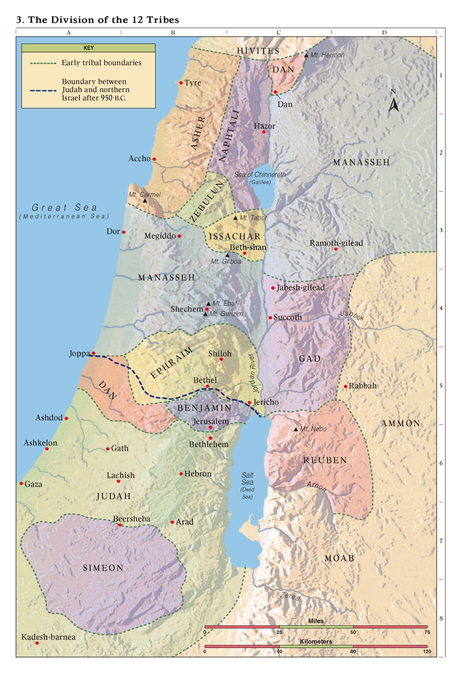 3. The Division of the 12 Tribes
A B C D
KEY
Early tribal boundaries
Boundary between
Judah and northern
Israel after 950 B.C.
HIVITES
Mt. Hermon
DAN
1
Tyre
Dan
N
ASHER
NAPHTALI
Hazor
2
Accho
MANASSEH
Sea of Chinnereth
(Galilee)
Mt. Carmel
ZEBULUN
Great Sea
(Mediterranean Sea)
Mt. Tabor
Dor
Megiddo
ISSACHAR
3
Beth-shan
Ramoth-gilead
Mt. Gilboa
MANASSEH
Jabesh-gilead
Mt. Ebal
Shechem
Mt. Gerizim
Succoth
Jabbok
4
Joppa
EPHRAIM
Shiloh
GAD
Jordan River
Bethel
Rabbah
5
DAN
BENJAMIN
Jericho
Ashdod
Jerusalem
AMMON
Mt. Nebo
Ashkelon
Gath
Bethlehem
REUBEN
6
Gaza
Lachish
Hebron
Salt
Sea
(Dead
Sea)
Arnon
JUDAH
Beersheba
Arad
7
MOAB
SIMEON
Zered
8
Miles
0 25 50 75
Kadesh-barnea
Kilometers
0 40 80 120